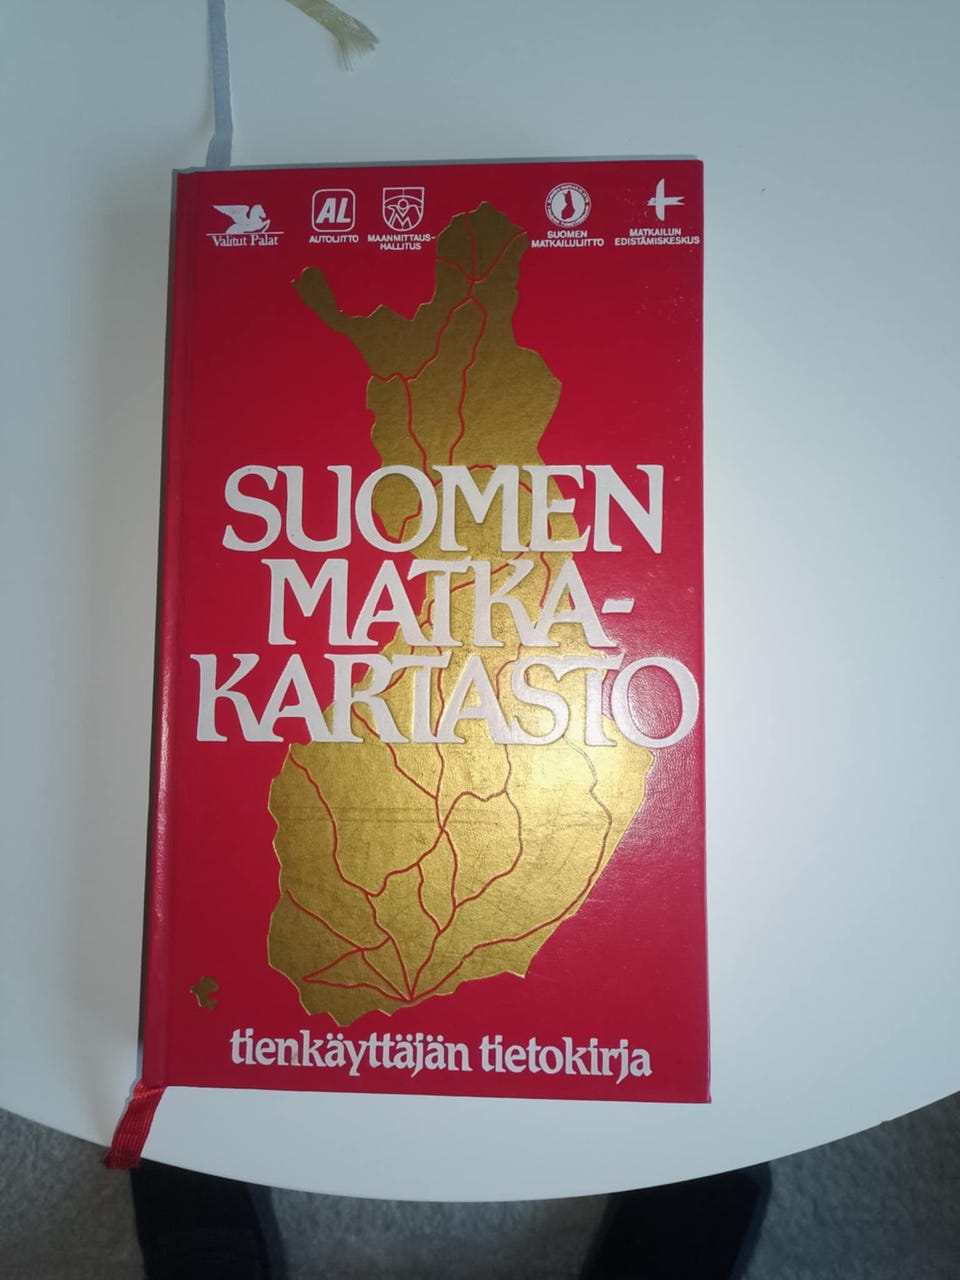 Valitut Palat
AL
AUTOLIITTO
MAANMITTAUS-
HALLITUS
SUOMEN
MATKAILULIITTO
MATKAILUN
EDISTÄMISKESKUS
SUOMEN
MATKA-
KARTASTO
tienkäyttäjän tietokirja